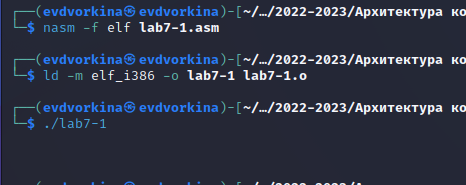 ┌──(evdvorkina㉿evdvorkina)-[~/…/2022-2023/Архитектура ко
└─$ nasm -f elf lab7-1.asm
┌──(evdvorkina㉿evdvorkina)-[~/…/2022-2023/Архитектура ко
└─$ ld -m elf_i386 -o lab7-1 lab7-1.o
┌──(evdvorkina㉿evdvorkina)-[~/…/2022-2023/Архитектура ко
└─$ ./lab7-1